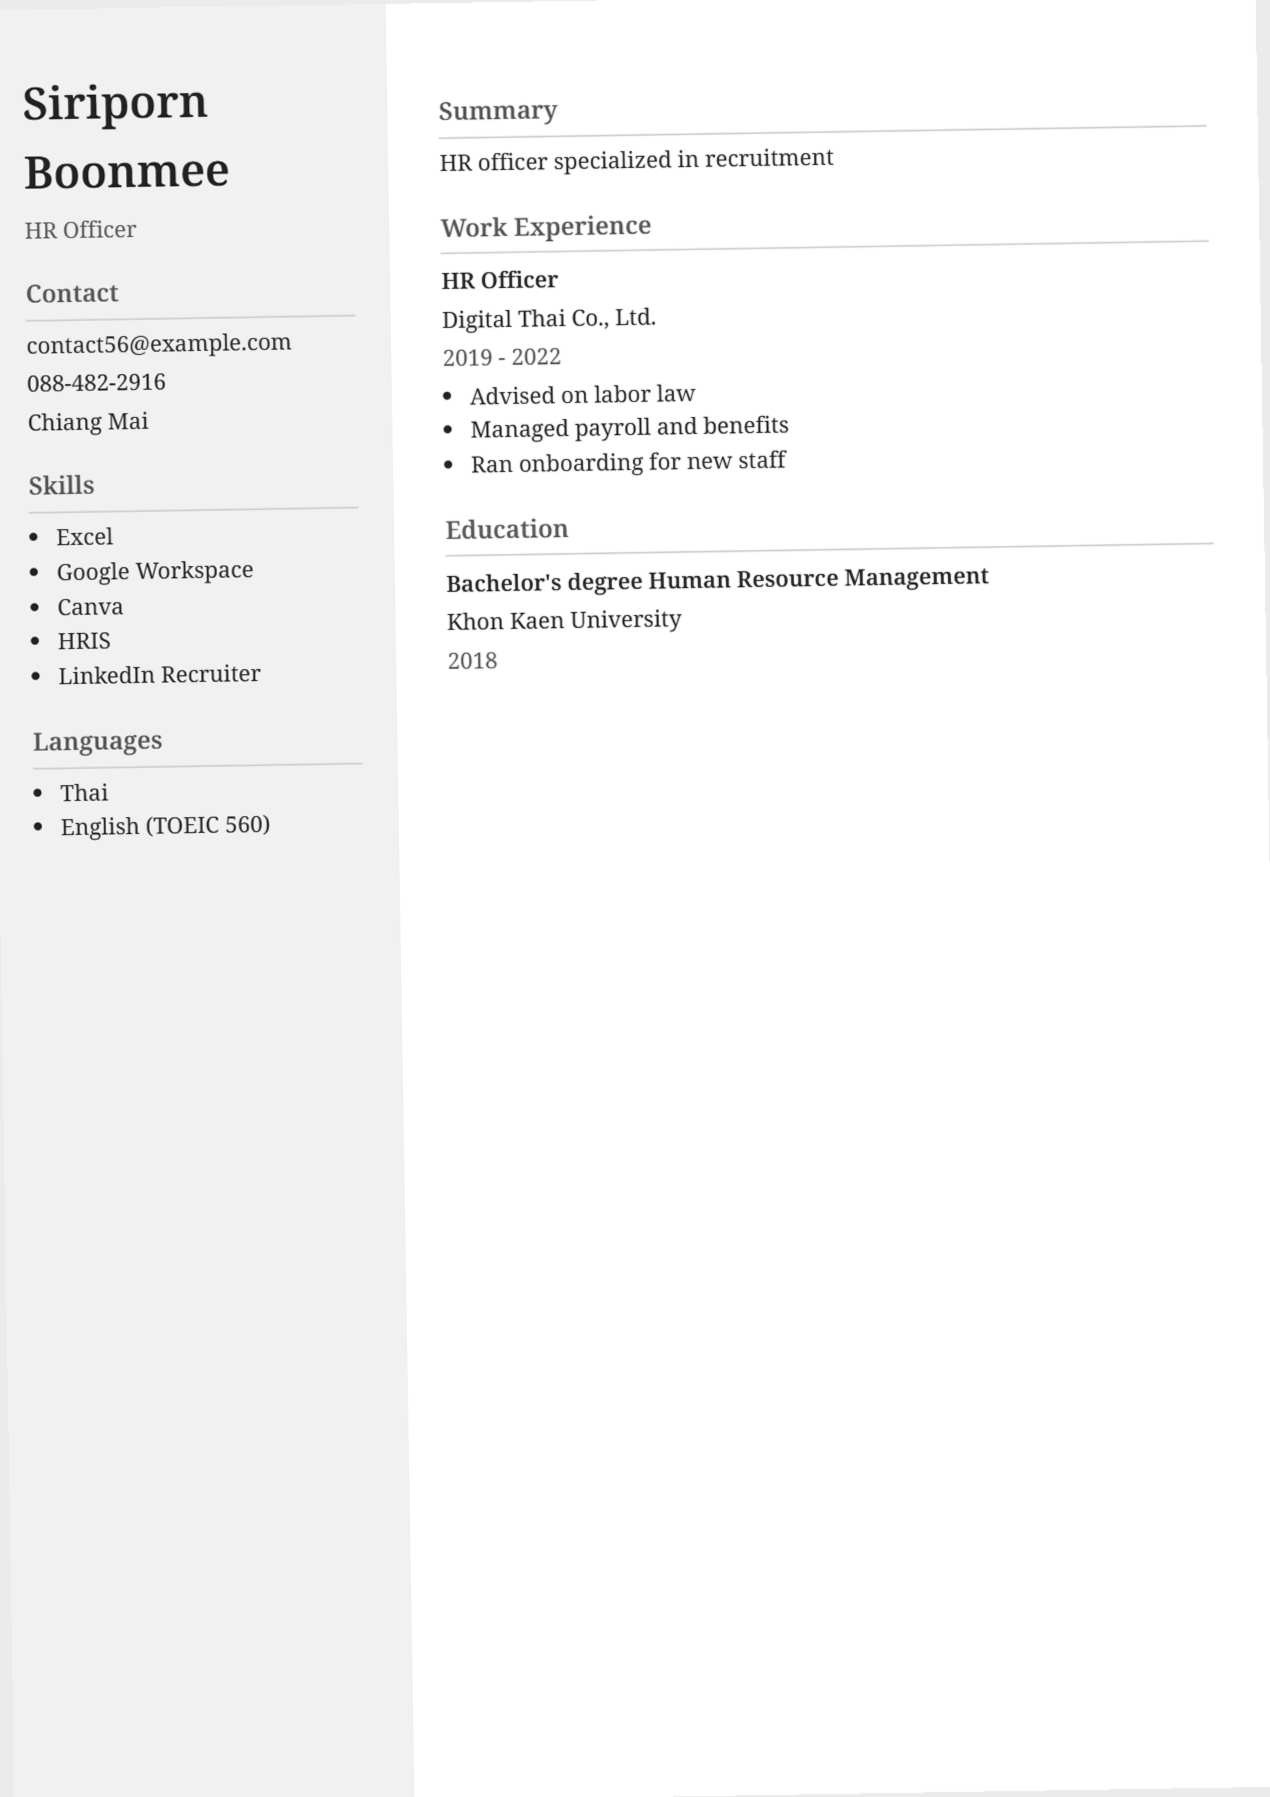 Siriporn
Boonmee
HR Officer
Contact
contact56@example.com
088-482-2916
Chiang Mai
Skills
• Excel
• Google Workspace
• Canva
• HRIS
• LinkedIn Recruiter
Languages
• Thai
• English (TOEIC 560)
Summary
HR officer specialized in recruitment
Work Experience
HR Officer
Digital Thai Co., Ltd.
2019 - 2022
• Advised on labor law
• Managed payroll and benefits
• Ran onboarding for new staff
Education
Bachelor's degree Human Resource Management
Khon Kaen University
2018